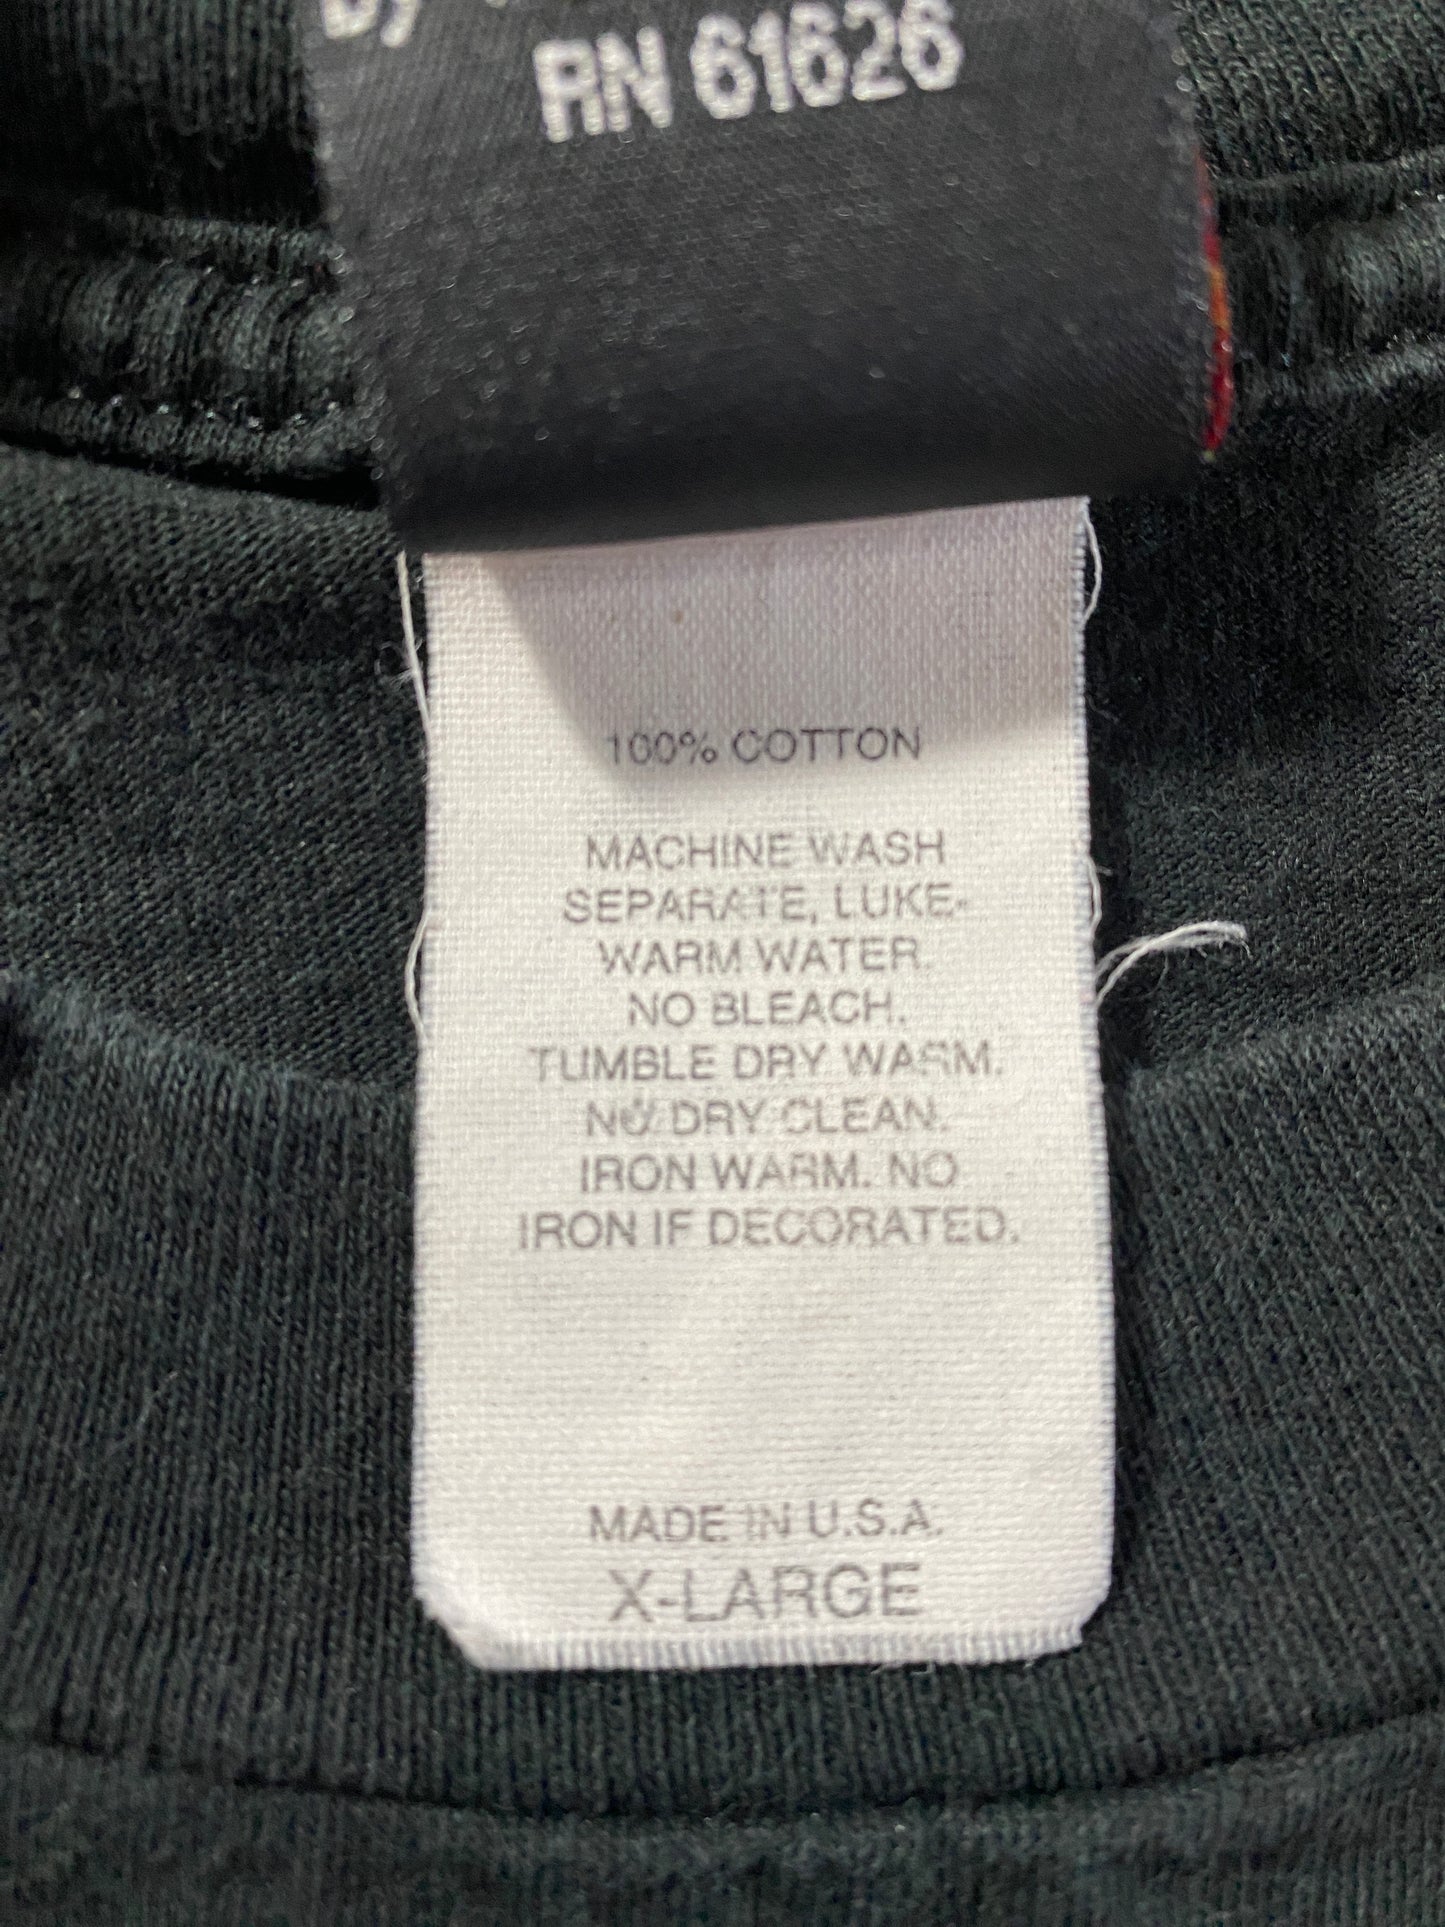 by
RN 61626
100% COTTON
MACHINE WASH
SEPARATE, LUKE-
WARM WATER.
NO BLEACH.
TUMBLE DRY WARM.
NO DRY CLEAN.
IRON WARM. NO
IRON IF DECORATED.
MADE IN U.S.A.
X-LARGE